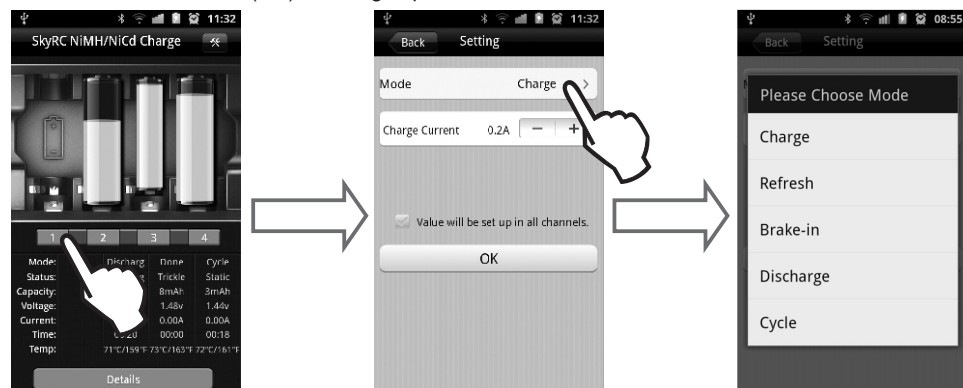 11:32
SkyRC NiMH/NiCd Charge
1 2 3 4
Mode: Discharg Done Cycle
Status: Trickle Static
Capacity: 8mAh 3mAh
Voltage: 1.48v 1.44v
Current: 0.00A 0.00A
Time: 00:00 00:18
Temp: 71°C/159°F 73°C/163°F 72°C/161°F
Details
11:32
Back Setting
Mode Charge
Charge Current 0.2A − +
Value will be set up in all channels.
OK
08:55
Back Setting
Please Choose Mode
Charge
Refresh
Brake-in
Discharge
Cycle